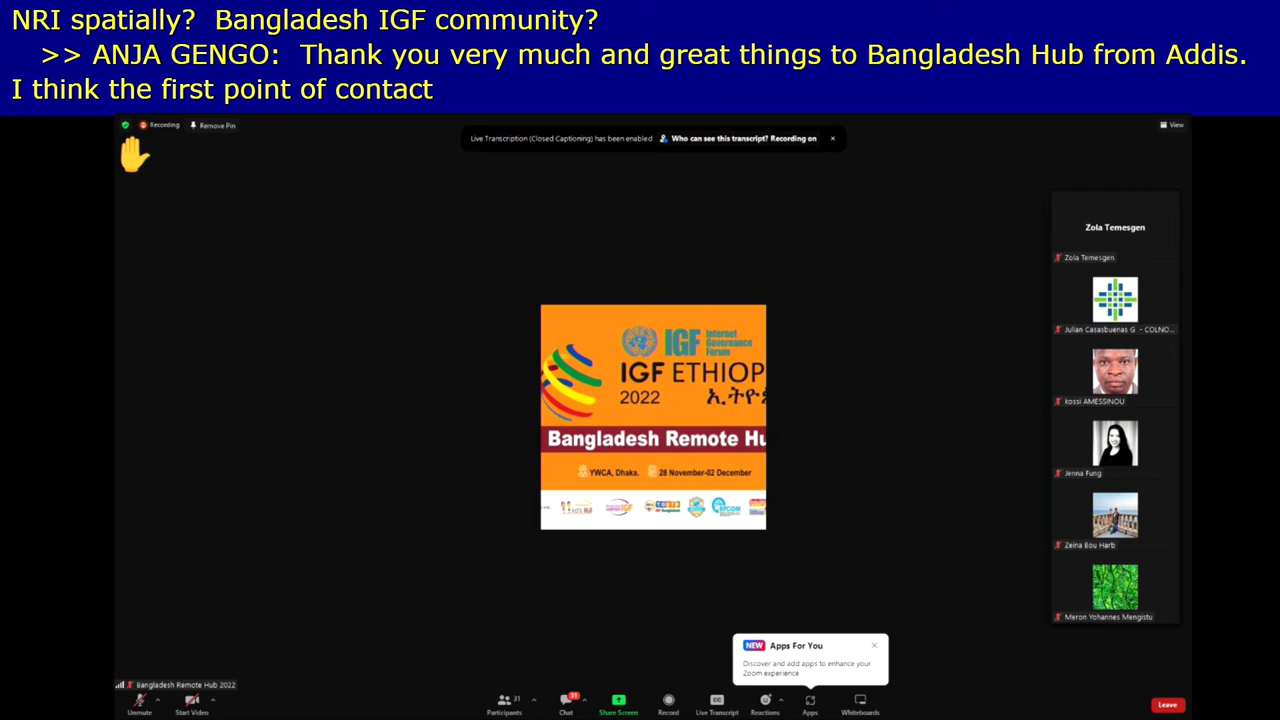 NRI spatially?  Bangladesh IGF community?
>> ANJA GENGO:  Thank you very much and great things to Bangladesh Hub from Addis.
I think the first point of contact
Recording
Remove Pin
Live Transcription (Closed Captioning) has been enabled
Who can see this transcript? Recording on
View
Zola Temesgen
Zola Temesgen
Julian Casasbuenas G - COLNO...
kossi AMESSINOU
Jenna Fung
Zeina Bou Harb
Meron Yohannes Mengistu
IGF Internet
Governance
Forum
IGF ETHIOP
2022
ኢትዮጵ
Bangladesh Remote Hu
YWCA, Dhaka.
28 November-02 December
NEW Apps For You
Discover and add apps to enhance your
Zoom experience
Bangladesh Remote Hub 2022
Unmute
Start Video
31
Participants
31
Chat
Share Screen
Record
CC
Live Transcript
Reactions
Apps
Whiteboards
Leave